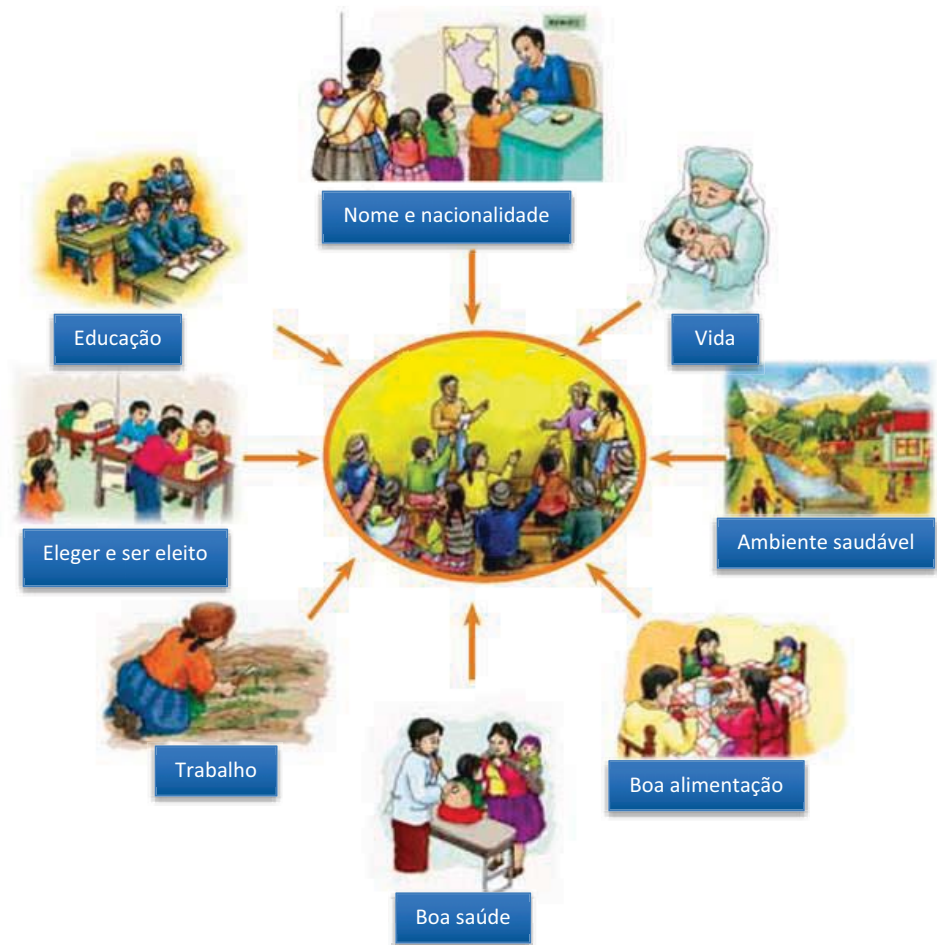 Nome e nacionalidade
Educação
Vida
Eleger e ser eleito
Ambiente saudável
Trabalho
Boa alimentação
Boa saúde